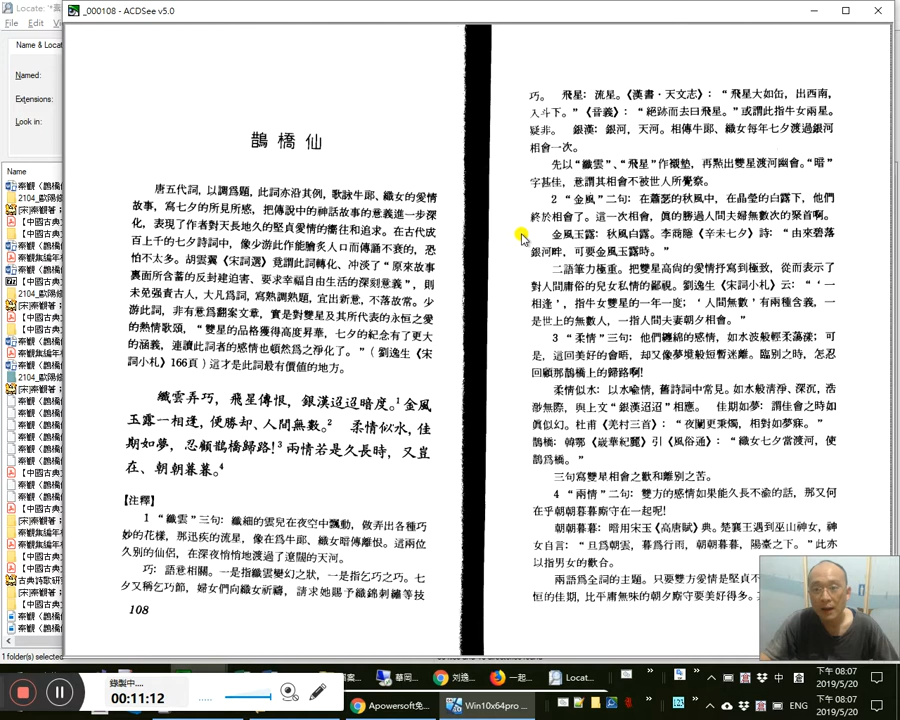 Locate: '*
_000108 - ACDSee v5.0
File Edit
Name & Locat
Named:
Extensions:
Look in:
Name
鵲橋仙
唐五代詞，以調爲題，此詞亦沿其例，歌詠牛郎、織女的愛情
故事，寫七夕的所見所感，把傳說中的神話故事的意義進一步深
化，表現了作者對天長地久的堅貞愛情的嚮往和追求。在古代成
百上千的七夕詩詞中，像少游此作能膾炙人口而傳誦不衰的，恐
怕不太多。胡雲翼《宋詞選》竟謂此詞轉化、冲淡了“原來故事
裏面所含蓄的反封建迫害、要求幸福自由生活的深刻意義”，則
未免强責古人，大凡爲詞，寫熟調熟題，宜出新意，不落故常。少
游此詞，非有意爲翻案文章，實是對雙星及其所代表的永恒之愛
的熱情歌頌，“雙星的品格獲得高度昇華，七夕的紀念有了更大
的涵義，連讀此詞者的感情也頓然爲之淨化了。”（劉逸生《宋
詞小札》166頁）這才是此詞最有價值的地方。
纖雲弄巧，飛星傳恨，銀漢迢迢暗度。¹金風
玉露一相逢，便勝却、人間無數。² 柔情似水，佳
期如夢，忍顧鵲橋歸路！³兩情若是久長時，又豈
在、朝朝暮暮。⁴
【注釋】
1 “纖雲”三句：纖細的雲兒在夜空中飄動，做弄出各種巧
妙的花樣，那迅疾的流星，像在爲牛郎、織女暗傳離恨。這兩位
久別的仙侶，在深夜悄悄地渡過了遼闊的天河。
巧：語意相關。一是指纖雲變幻之狀，一是指乞巧之巧。七
夕又稱乞巧節，婦女們向織女祈禱，請求她賜予織錦刺繡等技
108
巧。 飛星：流星。《漢書·天文志》：“飛星大如缶，出西南，
入斗下。”《音義》：“絕跡而去曰飛星。”或謂此指牛女兩星。
疑非。 銀漢：銀河，天河。相傳牛郎、織女每年七夕渡過銀河
相會一次。
先以“纖雲”、“飛星”作襯墊，再點出雙星渡河幽會。“暗”
字甚佳，意謂其相會不被世人所覺察。
2 “金風”二句：在蕭瑟的秋風中，在晶瑩的白露下，他們
終於相會了。這一次相會，真的勝過人間夫婦無數次的聚首啊。
金風玉露：秋風白露。李商隱《辛未七夕》詩：“由來碧落
銀河畔，可要金風玉露時。”
二語筆力極重。把雙星高尚的愛情抒寫到極致，從而表示了
對人間庸俗的兒女私情的鄙視。劉逸生《宋詞小札》云：“‘一
相逢’，指牛女雙星的一年一度；‘人間無數’有兩種含義，一
是世上的無數人，一指人間夫妻朝夕相會。”
3 “柔情”三句：他們纏綿的感情，如水波般輕柔蕩漾；可
是，這回美好的會晤，却又像夢境般短暫迷離。臨別之時，怎忍
回顧那鵲橋上的歸路啊！
柔情似水：以水喻情，舊詩詞中常見。如水般清淨、深沉，浩
渺無際，與上文“銀漢迢迢”相應。 佳期如夢：謂佳會之時如
真似幻。杜甫《羌村三首》：“夜闌更秉燭，相對如夢寐。”
鵲橋：韓鄂《歲華紀麗》引《風俗通》：“織女七夕當渡河，使
鵲爲橋。”
三句寫雙星相會之歡和離別之苦。
4 “兩情”二句：雙方的感情如果能久長不渝的話，那又何
在乎朝朝暮暮廝守在一起呢！
朝朝暮暮：暗用宋玉《高唐賦》典。楚襄王遇到巫山神女，神
女自言：“旦爲朝雲，暮爲行雨，朝朝暮暮，陽臺之下。”此亦
以指男女的歡合。
兩語爲全詞的主題。只要雙方愛情是堅貞不
恒的佳期，比平庸無味的朝夕廝守要美好得多。
1 folder(s) selected
錄製中....
00:11:12
Apowersoft免...
Win10x64pro ...
Locat...
下午 08:07
2019/5/20
ENG
下午 08:07
2019/5/20